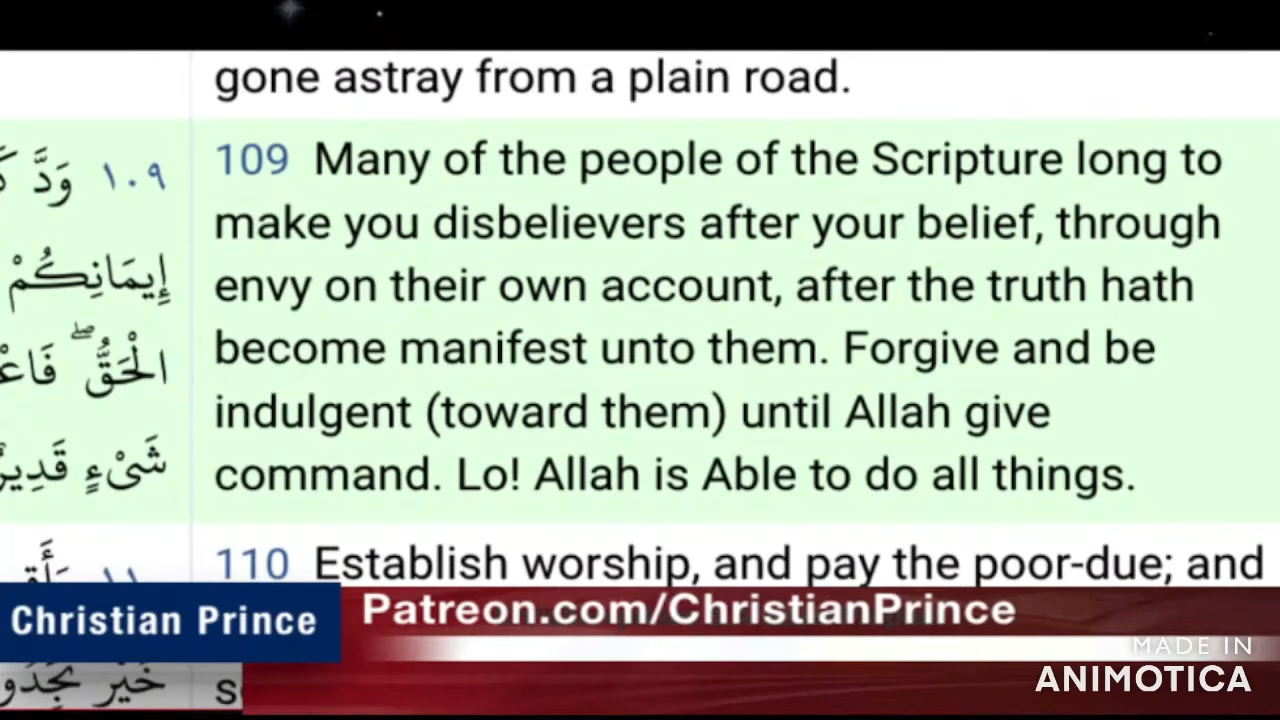 gone astray from a plain road.
١٠٩ وَدَّ
109 Many of the people of the Scripture long to
make you disbelievers after your belief, through
إِيمَانِكُمْ
envy on their own account, after the truth hath
الْحَقُّ ۖ
become manifest unto them. Forgive and be
indulgent (toward them) until Allah give
شَيْءٍ قَدِيرٌ
command. Lo! Allah is Able to do all things.
110 Establish worship, and pay the poor-due; and
Christian Prince
Patreon.com/ChristianPrince
MADE IN
ANIMOTICA
خَيْرٍ